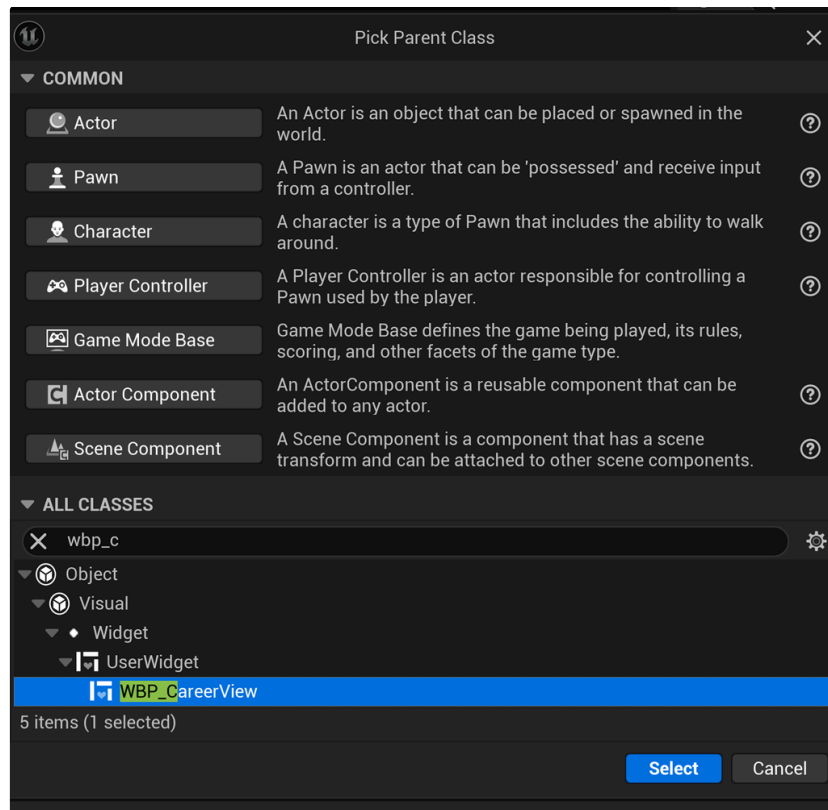 Pick Parent Class
COMMON
Actor
An Actor is an object that can be placed or spawned in the
world.
Pawn
A Pawn is an actor that can be 'possessed' and receive input
from a controller.
Character
A character is a type of Pawn that includes the ability to walk
around.
Player Controller
A Player Controller is an actor responsible for controlling a
Pawn used by the player.
Game Mode Base
Game Mode Base defines the game being played, its rules,
scoring, and other facets of the game type.
Actor Component
An ActorComponent is a reusable component that can be
added to any actor.
Scene Component
A Scene Component is a component that has a scene
transform and can be attached to other scene components.
ALL CLASSES
wbp_c
Object
Visual
Widget
UserWidget
WBP_CareerView
5 items (1 selected)
Select
Cancel